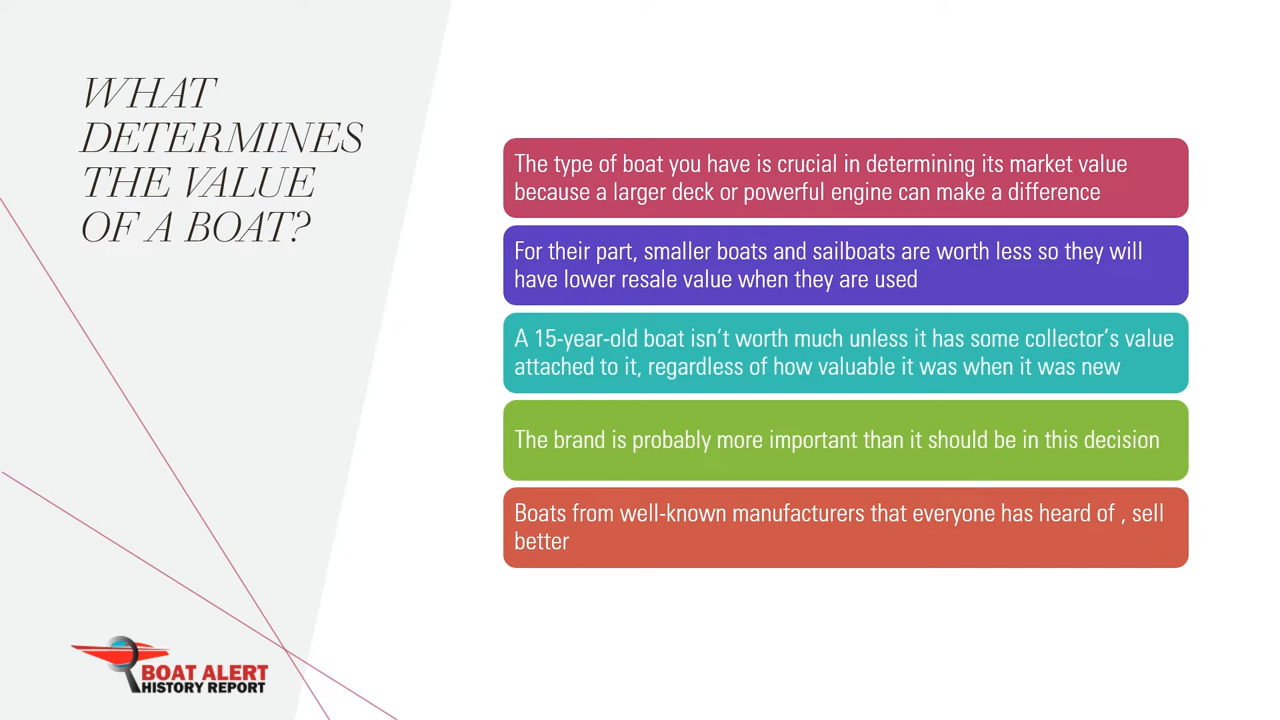 WHAT
DETERMINES
THE VALUE
OF A BOAT?
The type of boat you have is crucial in determining its market value
because a larger deck or powerful engine can make a difference
For their part, smaller boats and sailboats are worth less so they will
have lower resale value when they are used
A 15-year-old boat isn’t worth much unless it has some collector’s value
attached to it, regardless of how valuable it was when it was new
The brand is probably more important than it should be in this decision
Boats from well-known manufacturers that everyone has heard of , sell
better
BOAT ALERT
HISTORY REPORT